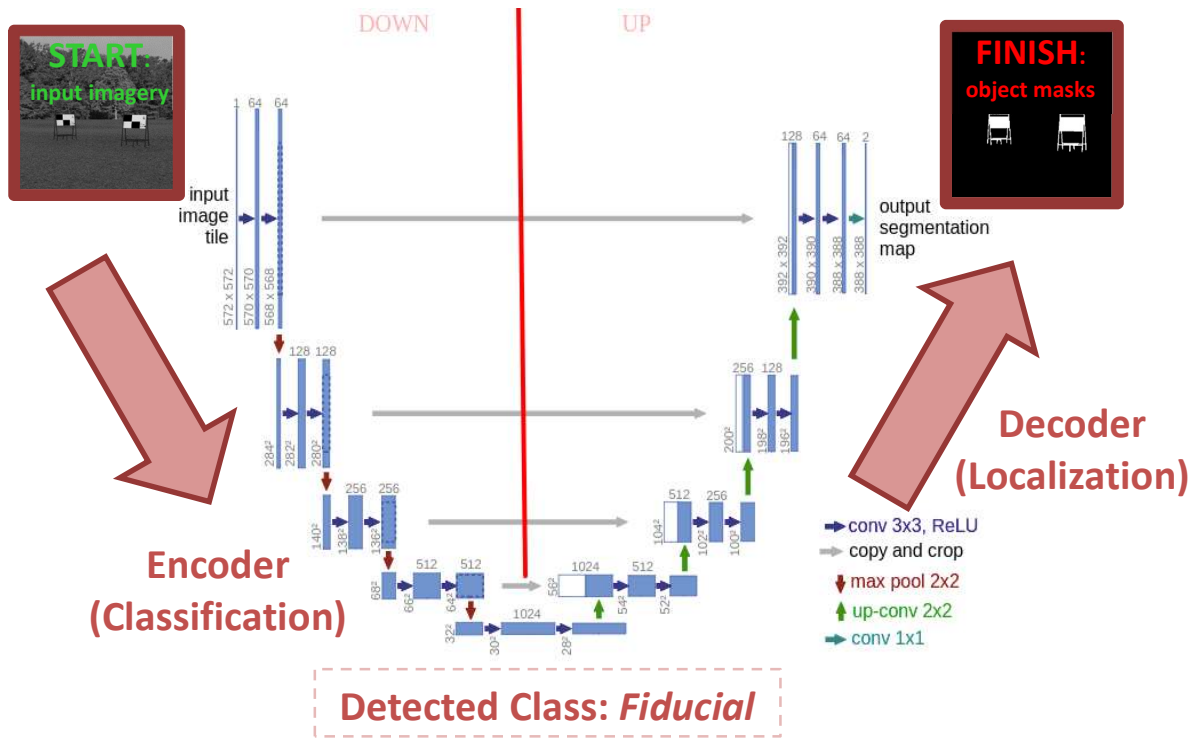 DOWN
UP
START:
input imagery
FINISH:
object masks
1 64 64
128 64 64 2
input
image
tile
output
segmentation
map
572 x 572
570 x 570
568 x 568
392 x 392
390 x 390
388 x 388
388 x 388
128 128
256 128
284²
282²
280²
200²
198²
196²
Decoder
(Localization)
256 256
512 256
140²
138²
136²
104²
102²
100²
conv 3x3, ReLU
copy and crop
max pool 2x2
up-conv 2x2
conv 1x1
Encoder
(Classification)
512 512
1024 512
68²
66²
64²
56²
54²
52²
1024
32²
30²
28²
Detected Class: Fiducial